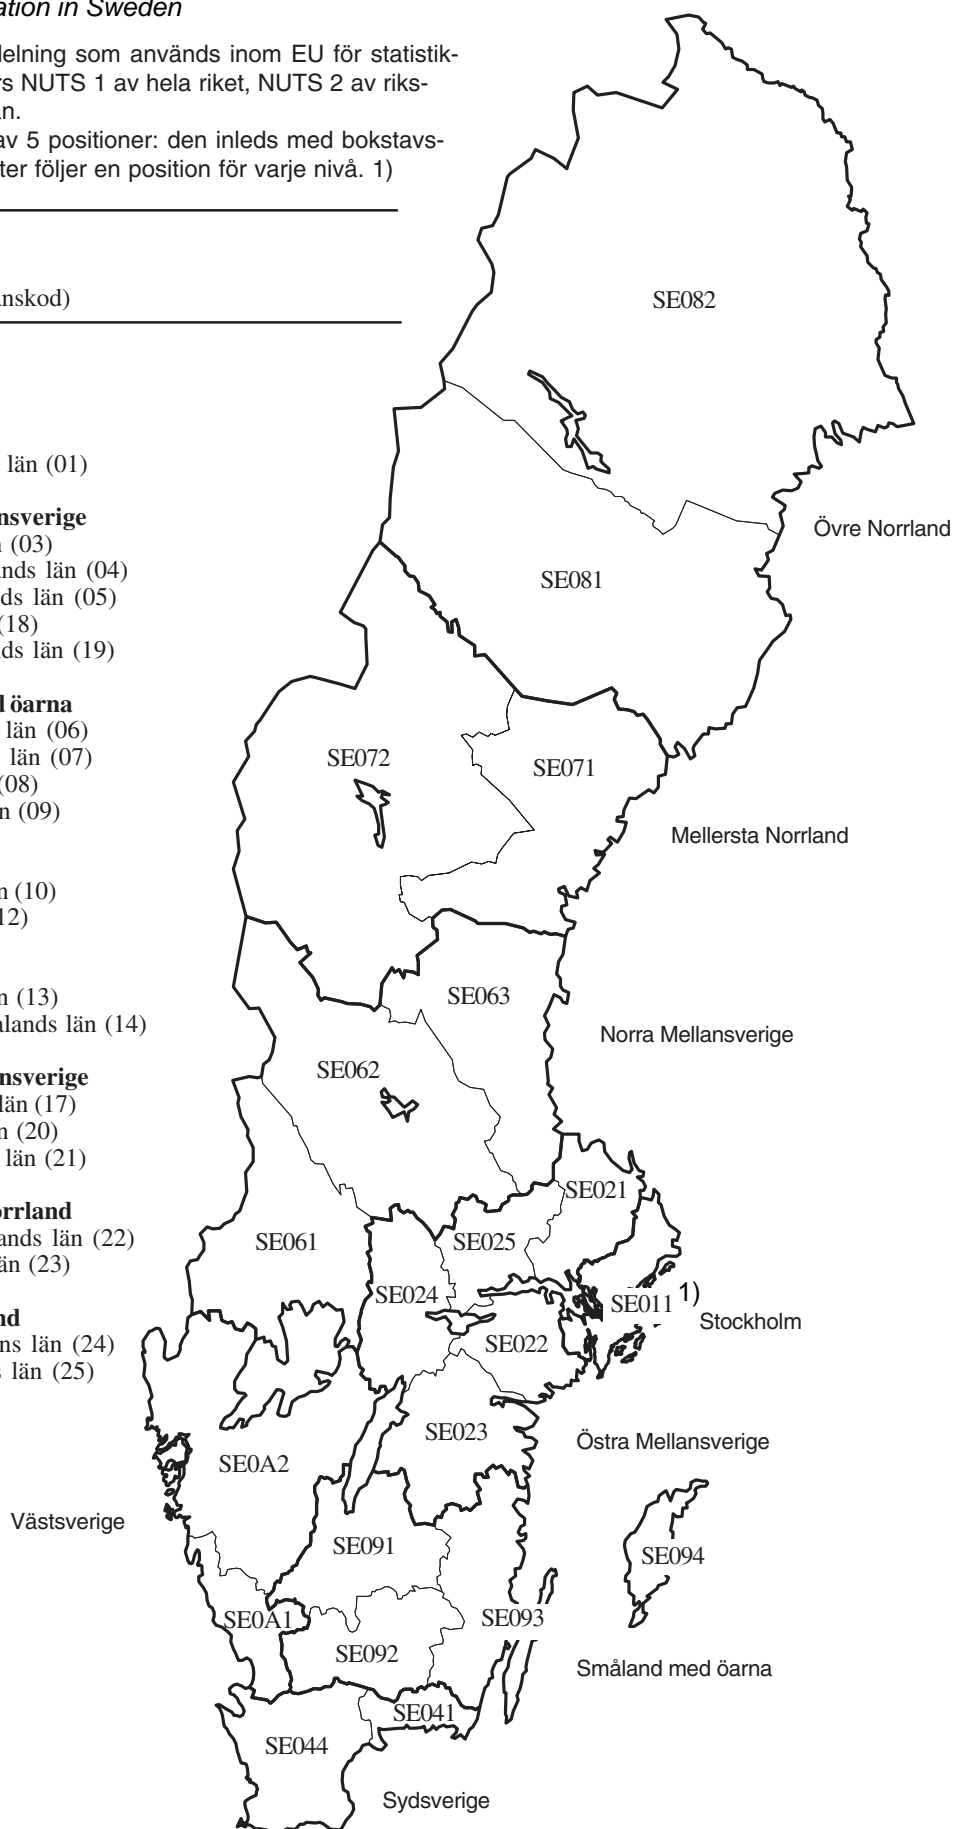 ation in Sweden
delning som används inom EU för statistik-
rs NUTS 1 av hela riket, NUTS 2 av riks-
än.
av 5 positioner: den inleds med bokstavs-
ter följer en position för varje nivå. 1)
änskod)
län (01)
nsverige
n (03)
ands län (04)
ds län (05)
(18)
ds län (19)
d öarna
län (06)
län (07)
(08)
n (09)
n (10)
12)
n (13)
alands län (14)
nsverige
län (17)
n (20)
län (21)
orrland
ands län (22)
än (23)
nd
ns län (24)
s län (25)
SE082
Övre Norrland
SE081
SE072
SE071
Mellersta Norrland
SE063
Norra Mellansverige
SE062
SE021
SE061
SE025
SE024
SE011 1)
Stockholm
SE022
SE023
Östra Mellansverige
SE0A2
Västsverige
SE091
SE094
SE0A1
SE093
SE092
Småland med öarna
SE041
SE044
Sydsverige